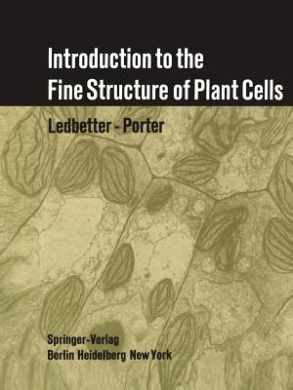 Introduction to the
Fine Structure of Plant Cells
Ledbetter - Porter
Springer-Verlag
Berlin Heidelberg New York